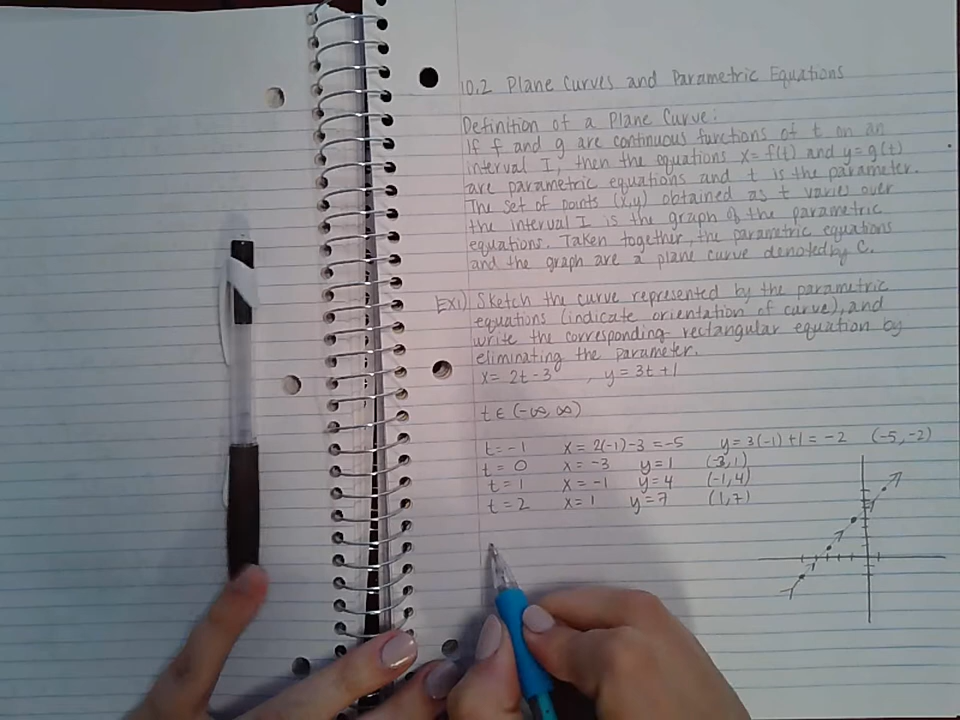 10.2 Plane Curves and Parametric Equations
Definition of a Plane Curve:
If f and g are continuous functions of t on an
interval I, then the equations x=f(t) and y=g(t)
are parametric equations and t is the parameter.
The set of points (x,y) obtained as t varies over
the interval I is the graph of the parametric
equations. Taken together, the parametric equations
and the graph are a plane curve denoted by C.
EX1) Sketch the curve represented by the parametric
equations (indicate orientation of curve), and
write the corresponding rectangular equation by
eliminating the parameter.
x= 2t-3 , y=3t+1
t∈(-∞,∞)
t=-1 x=2(-1)-3=-5 y=3(-1)+1=-2 (-5,-2)
t=0 x=-3 y=1 (-3,1)
t=1 x=-1 y=4 (-1,4)
t=2 x=1 y=7 (1,7)